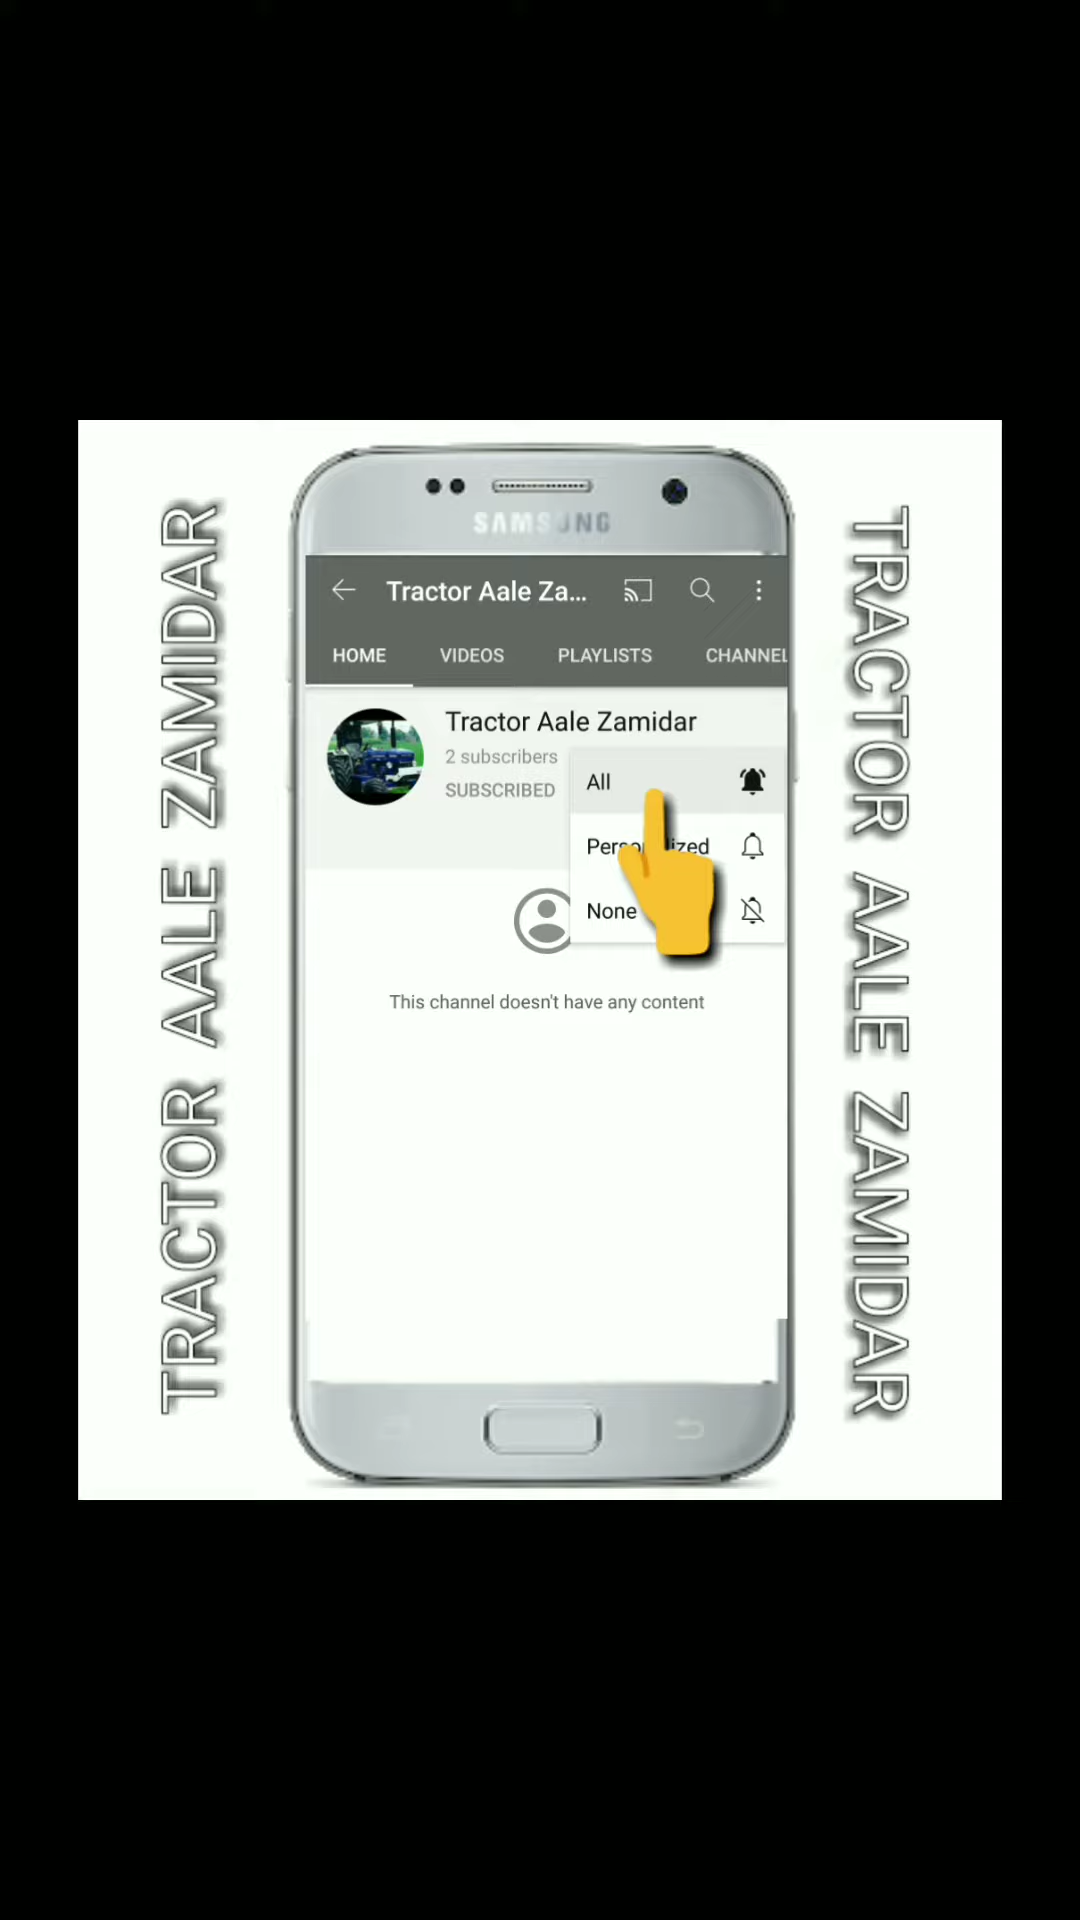 TRACTOR AALE ZAMIDAR
SAMSUNG
Tractor Aale Za...
HOME VIDEOS PLAYLISTS CHANNEL
Tractor Aale Zamidar
2 subscribers
SUBSCRIBED
All
None
This channel doesn't have any content
TRACTOR AALE ZAMIDAR